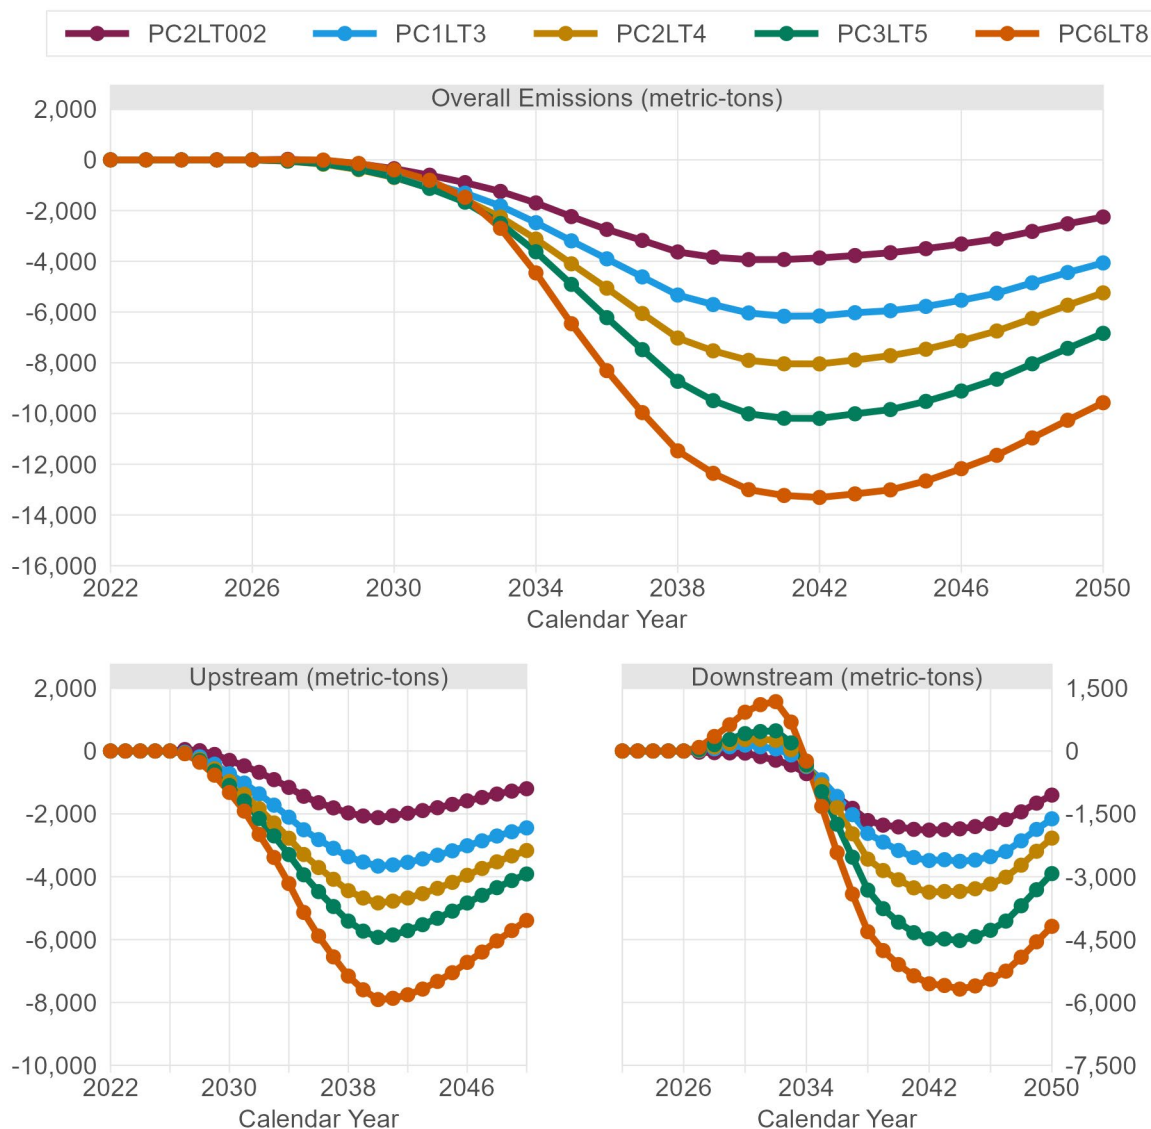 PC2LT002 PC1LT3 PC2LT4 PC3LT5 PC6LT8
Overall Emissions (metric-tons)
2,000
0
-2,000
-4,000
-6,000
-8,000
-10,000
-12,000
-14,000
-16,000
2022 2026 2030 2034 2038 2042 2046 2050
Calendar Year
Upstream (metric-tons)
2,000
0
-2,000
-4,000
-6,000
-8,000
-10,000
2022 2030 2038 2046
Calendar Year
Downstream (metric-tons)
1,500
0
-1,500
-3,000
-4,500
-6,000
-7,500
2026 2034 2042 2050
Calendar Year